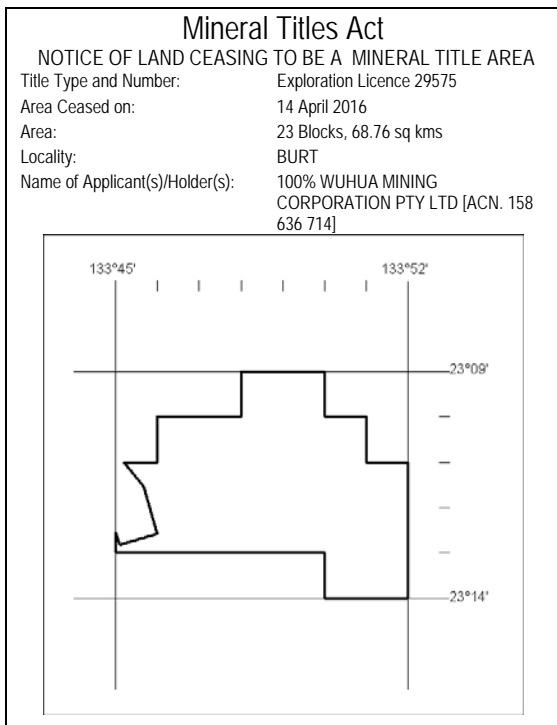 Mineral Titles Act
NOTICE OF LAND CEASING TO BE A MINERAL TITLE AREA
Title Type and Number: Exploration Licence 29575
Area Ceased on: 14 April 2016
Area: 23 Blocks, 68.76 sq kms
Locality: BURT
Name of Applicant(s)/Holder(s): 100% WUHUA MINING
CORPORATION PTY LTD [ACN. 158
636 714]
133°45' 133°52'
23°09'
23°14'